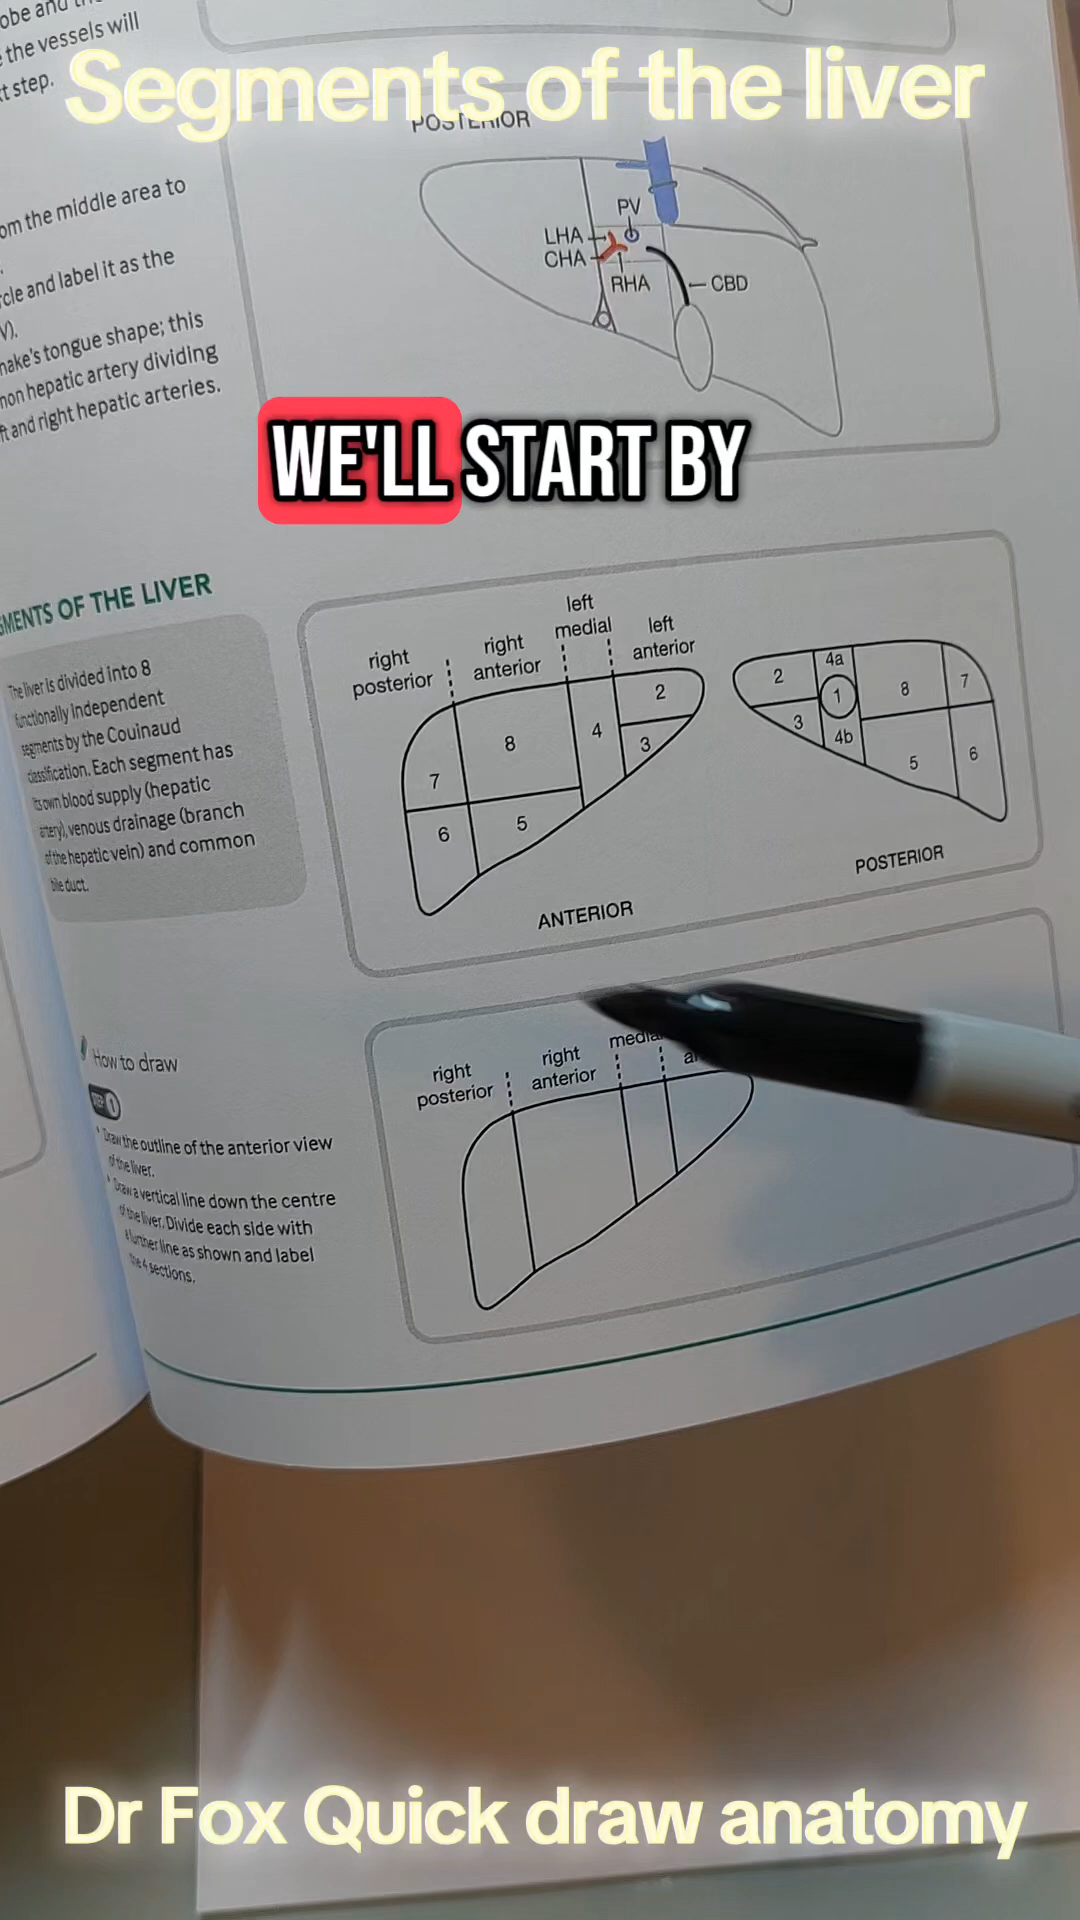 the vessels will
Segments of the liver
t step.
POSTERIOR
om the middle area to
PV
LHA
CHA
RHA
CBD
rcle and label it as the
V).
nake's tongue shape; this
mon hepatic artery dividing
ft and right hepatic arteries.
WE'LL START BY
MENTS OF THE LIVER
The liver is divided into 8
functionally independent
segments by the Couinaud
classification. Each segment has
its own blood supply (hepatic
artery), venous drainage (branch
of the hepatic vein) and common
bile duct.
right
posterior
right
anterior
left
medial
left
anterior
2
8
4
3
7
6
5
ANTERIOR
2
4a
1
8
7
3
4b
5
6
POSTERIOR
How to draw
STEP 1
• Draw the outline of the anterior view
of the liver.
• Draw a vertical line down the centre
of the liver. Divide each side with
a further line as shown and label
the 4 sections.
right
posterior
right
anterior
medial
Dr Fox Quick draw anatomy